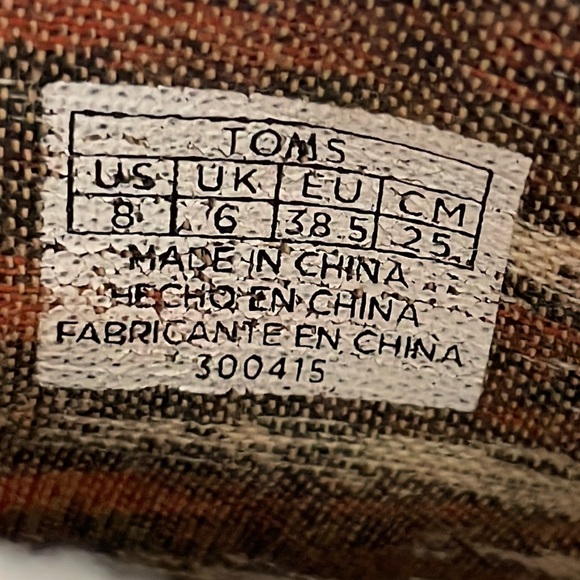 TOMS
US UK EU CM
8 6 38.5 25
MADE IN CHINA
HECHO EN CHINA
FABRICANTE EN CHINA
300415